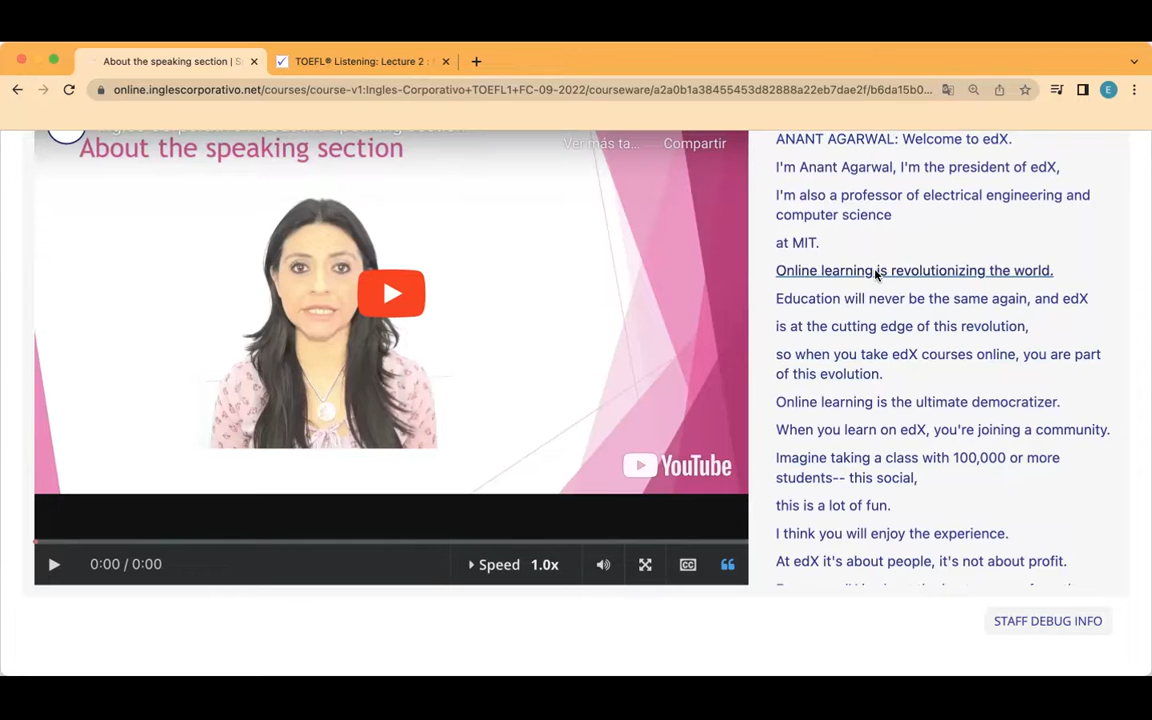 About the speaking section | S
TOEFL® Listening: Lecture 2 :
online.inglescorporativo.net/courses/course-v1:Ingles-Corporativo+TOEFL1+FC-09-2022/courseware/a2a0b1a38455453d82888a22eb7dae2f/b6da15b0...
E
About the speaking section
Ver más ta...
Compartir
YouTube
0:00 / 0:00
Speed 1.0x
CC
ANANT AGARWAL: Welcome to edX.
I'm Anant Agarwal, I'm the president of edX,
I'm also a professor of electrical engineering and
computer science
at MIT.
Online learning is revolutionizing the world.
Education will never be the same again, and edX
is at the cutting edge of this revolution,
so when you take edX courses online, you are part
of this evolution.
Online learning is the ultimate democratizer.
When you learn on edX, you're joining a community.
Imagine taking a class with 100,000 or more
students-- this social,
this is a lot of fun.
I think you will enjoy the experience.
At edX it's about people, it's not about profit.
STAFF DEBUG INFO